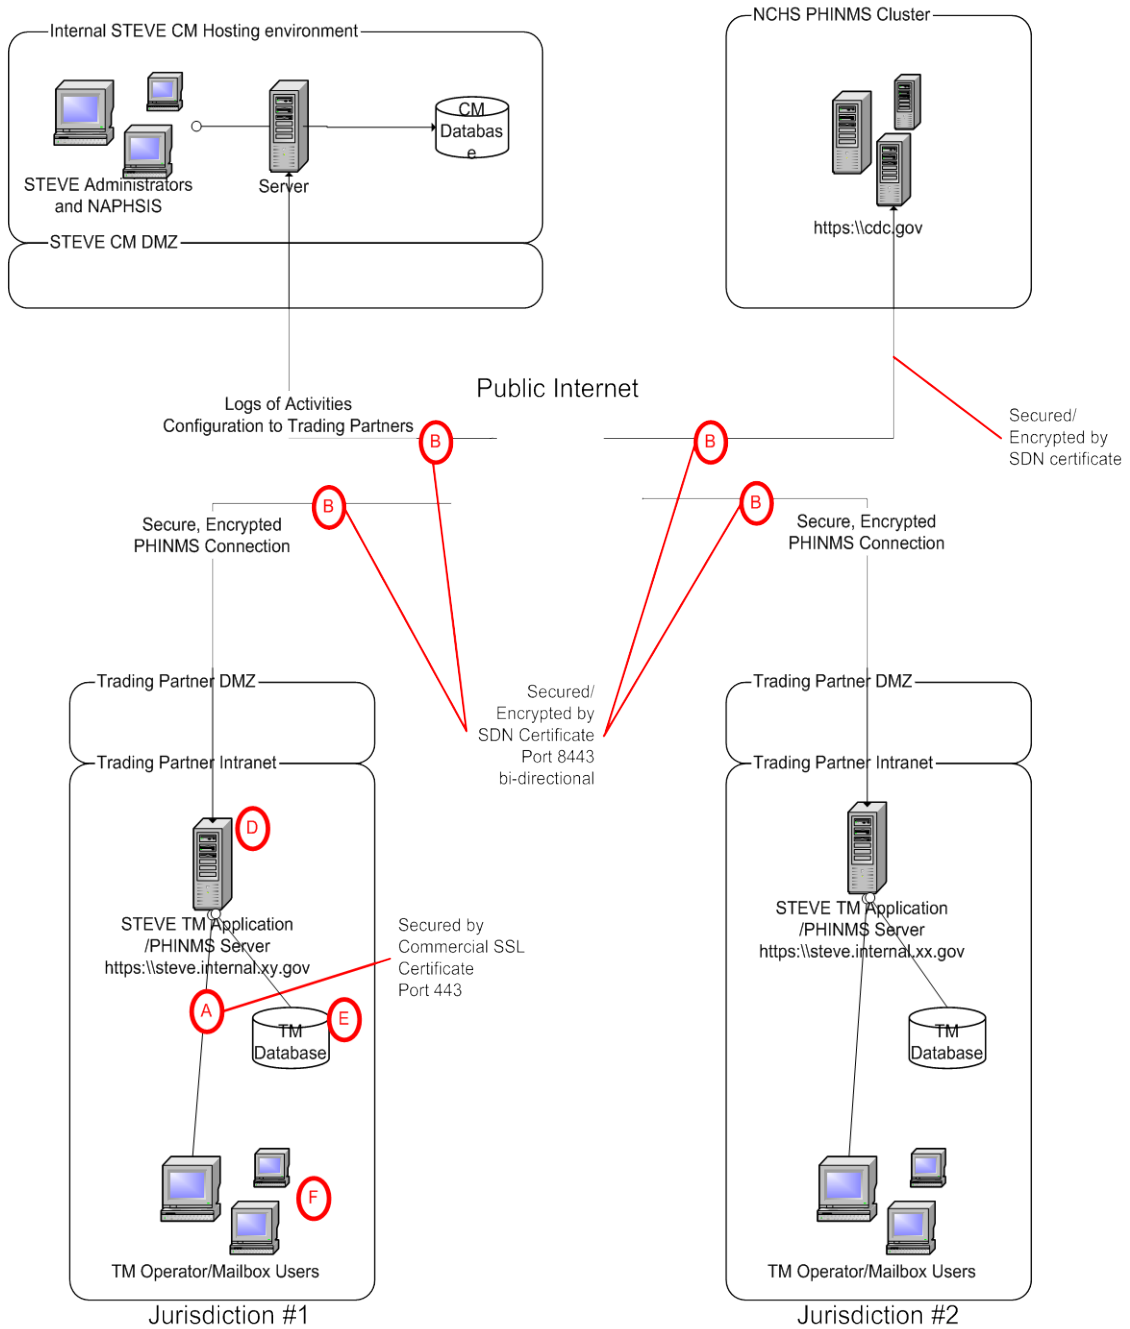 Internal STEVE CM Hosting environment
STEVE Administrators
and NAPHSIS
Server
CM
Databas
e
STEVE CM DMZ
NCHS PHINMS Cluster
https:\\cdc.gov
Public Internet
Logs of Activities
Configuration to Trading Partners
B
B
Secured/
Encrypted by
SDN certificate
B
Secure, Encrypted
PHINMS Connection
B
Secure, Encrypted
PHINMS Connection
Secured/
Encrypted by
SDN Certificate
Port 8443
bi-directional
Trading Partner DMZ
Trading Partner Intranet
D
STEVE TM Application
/PHINMS Server
https:\\steve.internal.xy.gov
Secured by
Commercial SSL
Certificate
Port 443
A
E
TM
Database
F
TM Operator/Mailbox Users
Jurisdiction #1
Trading Partner DMZ
Trading Partner Intranet
STEVE TM Application
/PHINMS Server
https:\\steve.internal.xx.gov
TM
Database
TM Operator/Mailbox Users
Jurisdiction #2